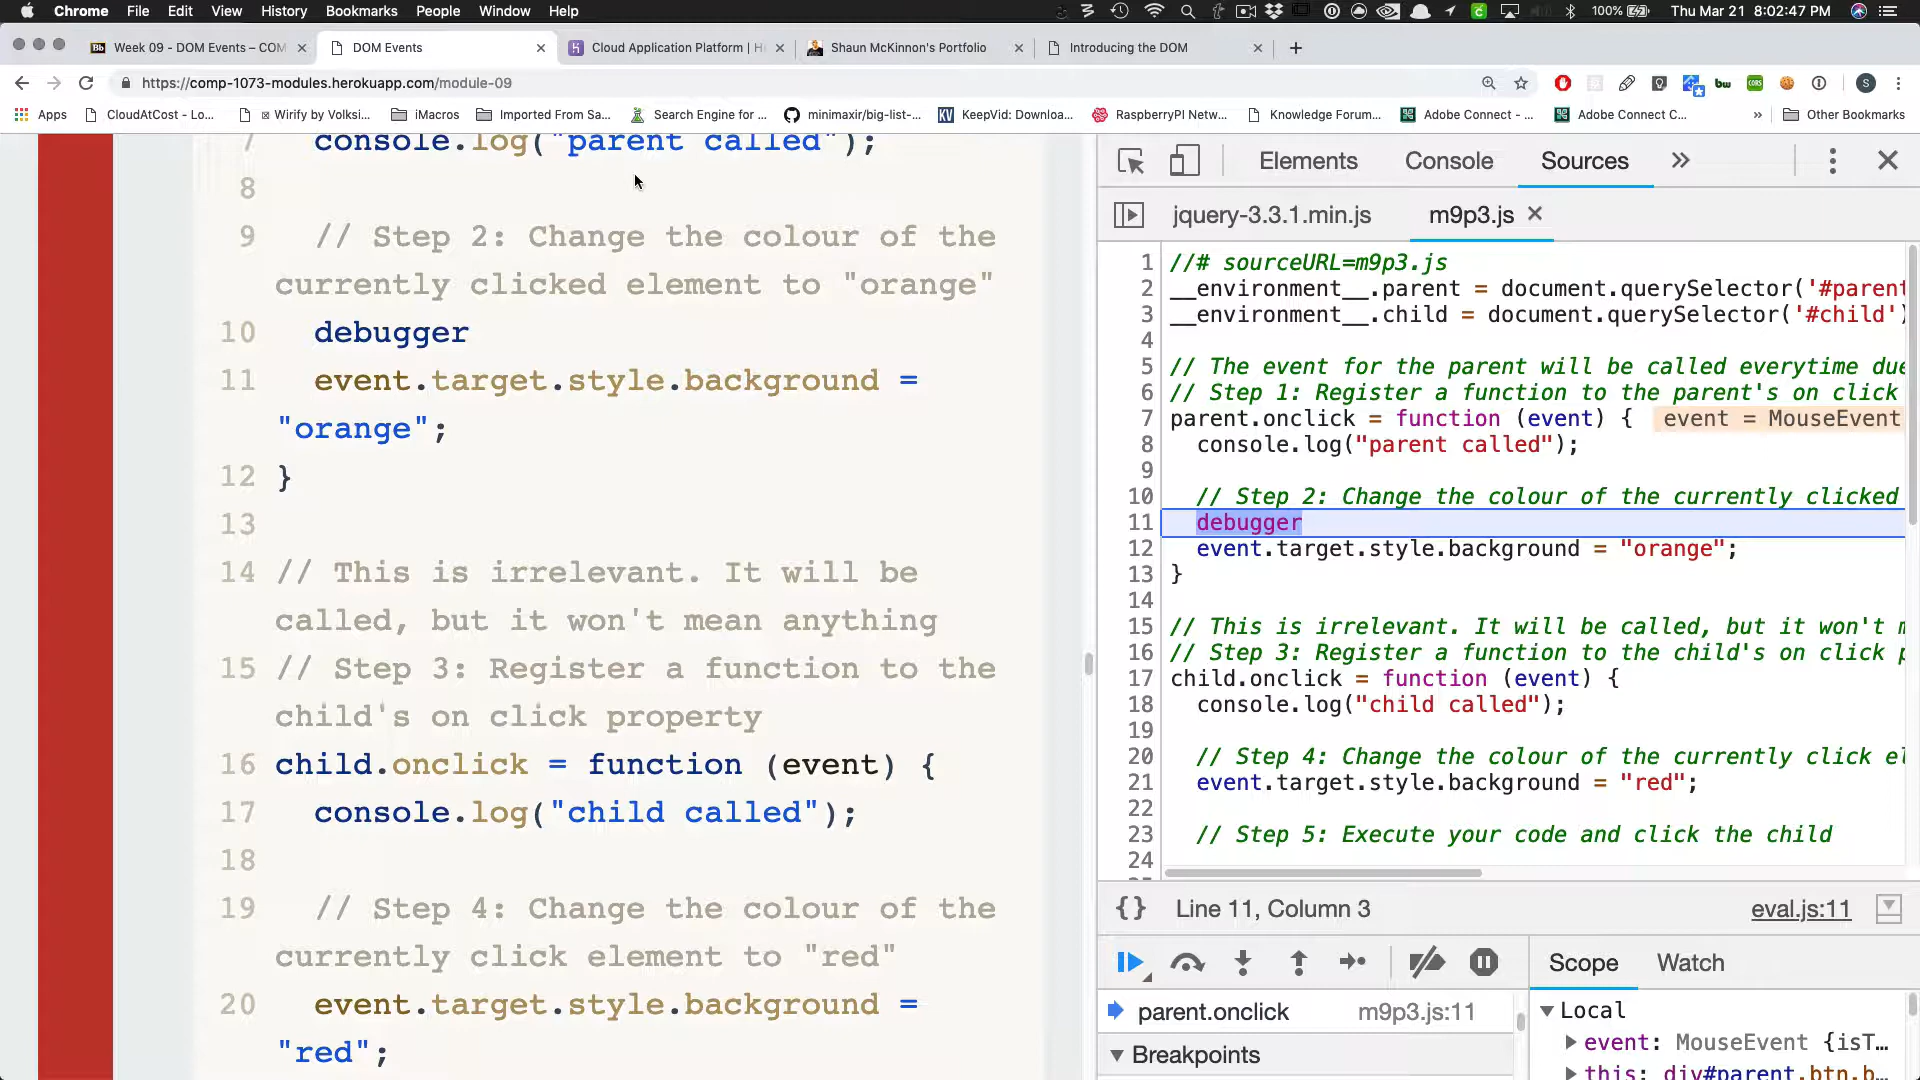 Chrome File Edit View History Bookmarks People Window Help 100% Thu Mar 21 8:02:47 PM
Week 09 - DOM Events – COM DOM Events Cloud Application Platform | H Shaun McKinnon's Portfolio Introducing the DOM
https://comp-1073-modules.herokuapp.com/module-09
Apps CloudAtCost - Lo... Wirify by Volksi... iMacros Imported From Sa... Search Engine for ... minimaxir/big-list-... KeepVid: Downloa... RaspberryPI Netw... Knowledge Forum... Adobe Connect - ... Adobe Connect C... » Other Bookmarks
7 console.log("parent called");
8
9 // Step 2: Change the colour of the
currently clicked element to "orange"
10 debugger
11 event.target.style.background =
"orange";
12 }
13
14 // This is irrelevant. It will be
called, but it won't mean anything
15 // Step 3: Register a function to the
child's on click property
16 child.onclick = function (event) {
17 console.log("child called");
18
19 // Step 4: Change the colour of the
currently click element to "red"
20 event.target.style.background =
"red";
Elements Console Sources »
jquery-3.3.1.min.js m9p3.js
1 //# sourceURL=m9p3.js
2 __environment__.parent = document.querySelector('#parent
3 __environment__.child = document.querySelector('#child')
4
5 // The event for the parent will be called everytime due
6 // Step 1: Register a function to the parent's on click
7 parent.onclick = function (event) { event = MouseEvent
8 console.log("parent called");
9
10 // Step 2: Change the colour of the currently clicked
11 debugger
12 event.target.style.background = "orange";
13 }
14
15 // This is irrelevant. It will be called, but it won't m
16 // Step 3: Register a function to the child's on click p
17 child.onclick = function (event) {
18 console.log("child called");
19
20 // Step 4: Change the colour of the currently click el
21 event.target.style.background = "red";
22
23 // Step 5: Execute your code and click the child
24
{} Line 11, Column 3 eval.js:11
Scope Watch
parent.onclick m9p3.js:11
Breakpoints
Local
event: MouseEvent {isT...
this: div#parent.btn.b...